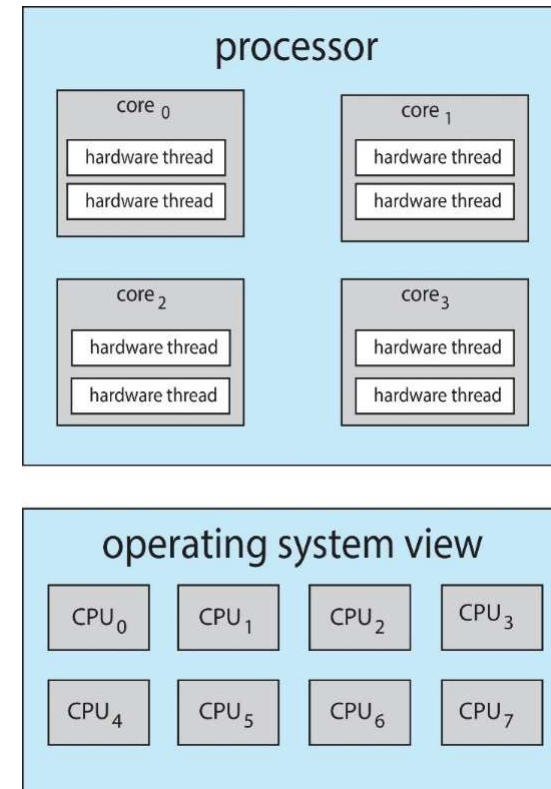 processor
core 0
core 1
hardware thread
hardware thread
hardware thread
hardware thread
core 2
core 3
hardware thread
hardware thread
hardware thread
hardware thread
operating system view
CPU0
CPU1
CPU2
CPU3
CPU4
CPU5
CPU6
CPU7